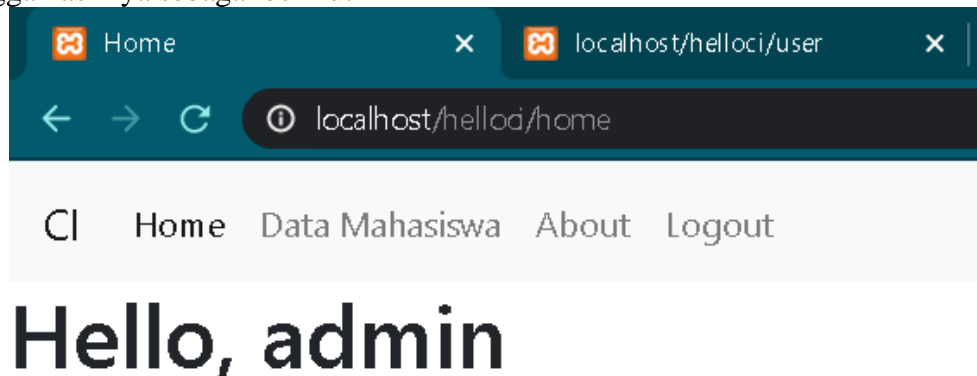 Home localhost/helloci/user
localhost/helloci/home
CI Home Data Mahasiswa About Logout
Hello, admin